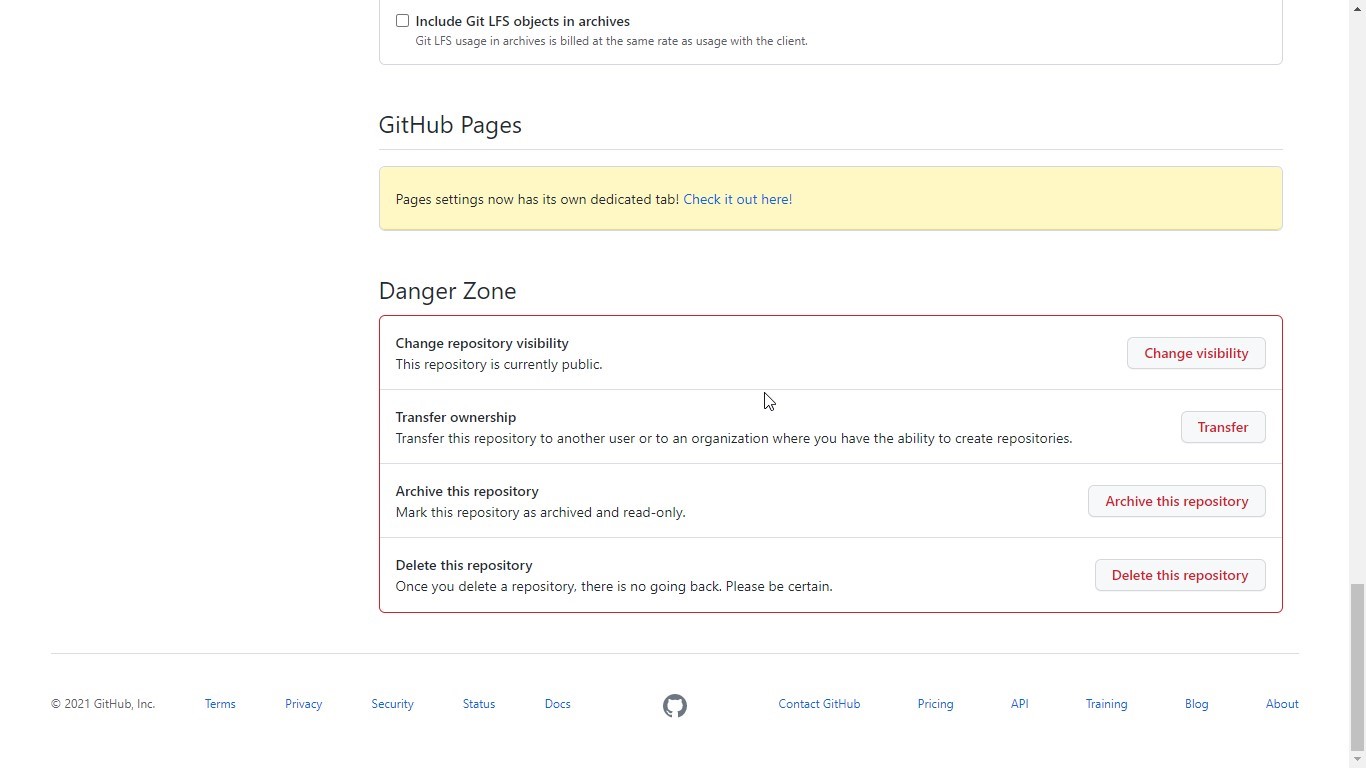 Include Git LFS objects in archives
Git LFS usage in archives is billed at the same rate as usage with the client.
GitHub Pages
Pages settings now has its own dedicated tab! Check it out here!
Danger Zone
Change repository visibility
This repository is currently public.
Change visibility
Transfer ownership
Transfer this repository to another user or to an organization where you have the ability to create repositories.
Transfer
Archive this repository
Mark this repository as archived and read-only.
Archive this repository
Delete this repository
Once you delete a repository, there is no going back. Please be certain.
Delete this repository
© 2021 GitHub, Inc. Terms Privacy Security Status Docs Contact GitHub Pricing API Training Blog About